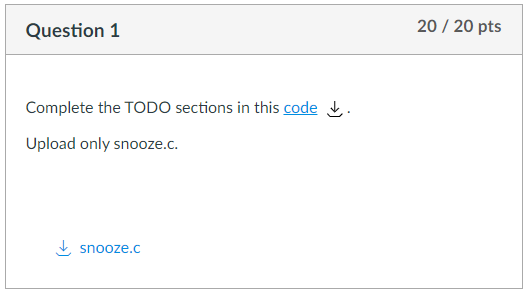 Question 1
20 / 20 pts
Complete the TODO sections in this code .
Upload only snooze.c.
snooze.c